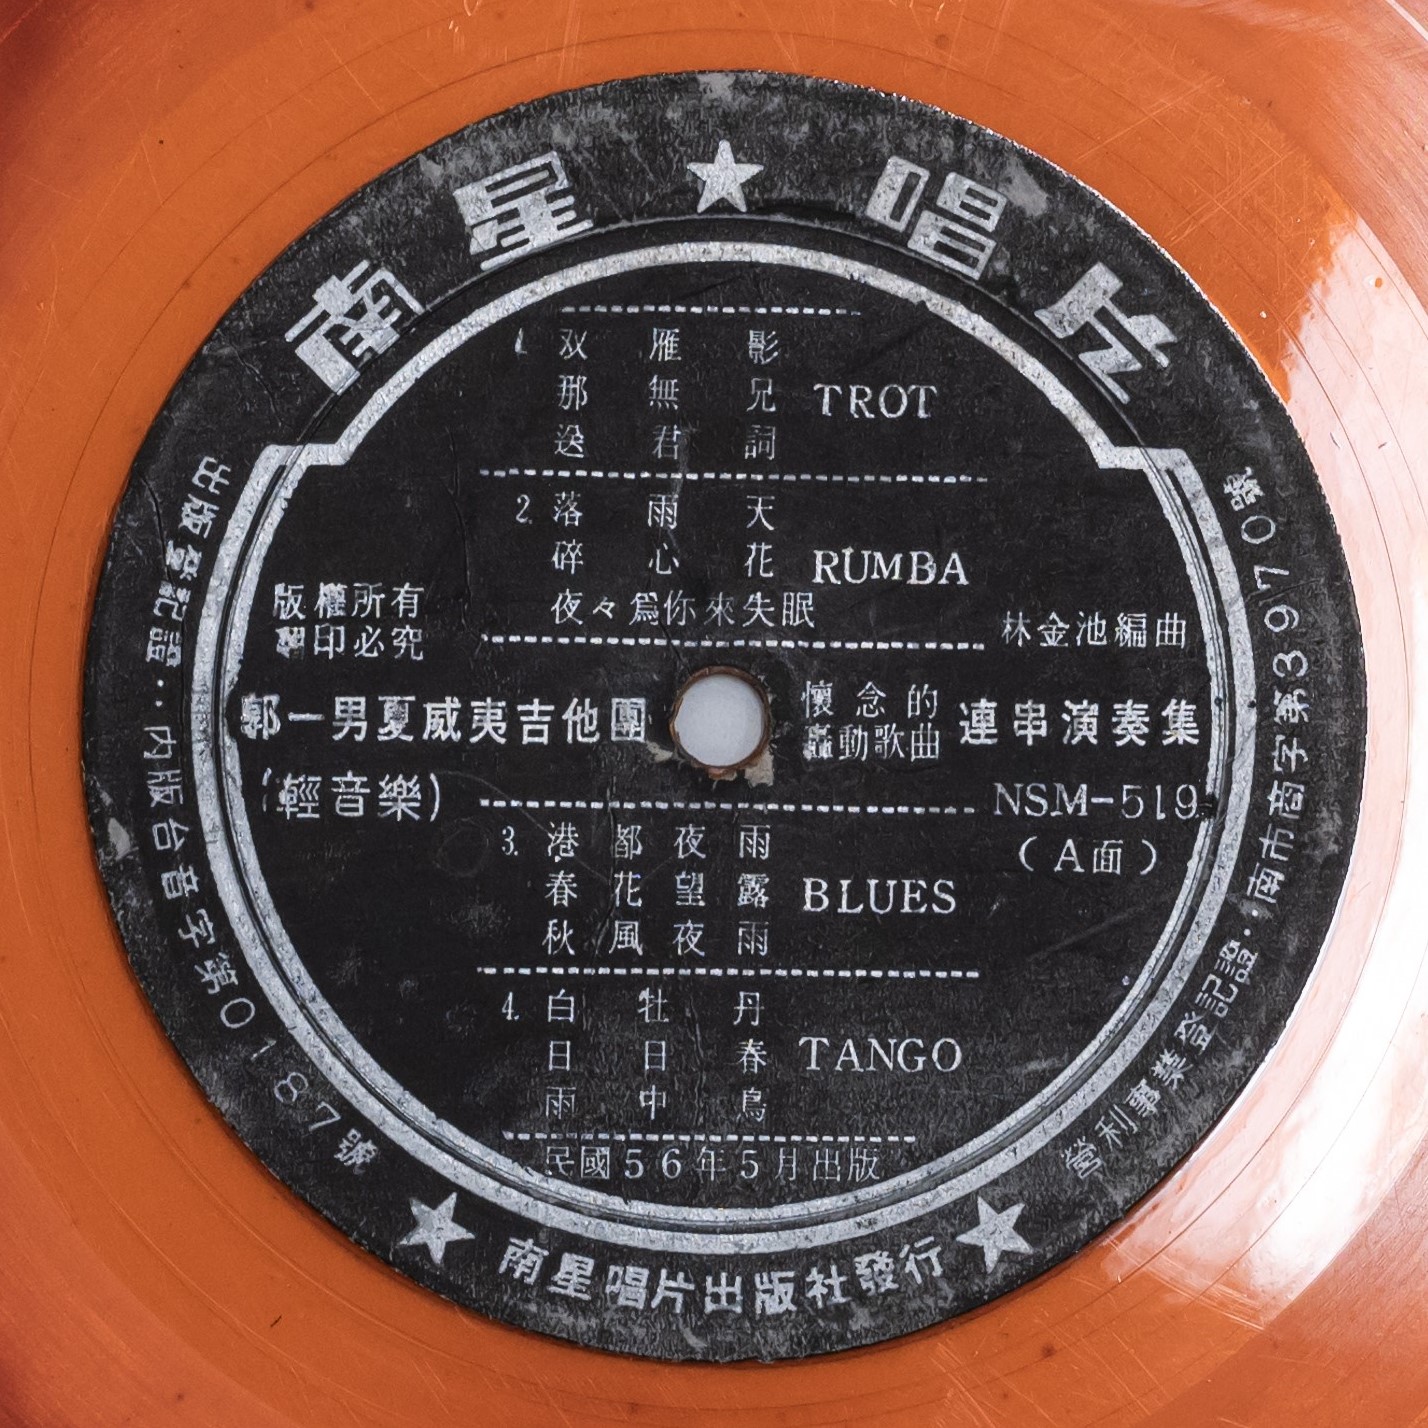 南星★唱片
1. 双雁影
那無兄 TROT
送君詞
2. 落雨天
碎心花 RUMBA
夜々爲你來失眠
版權所有
翻印必究
林金池編曲
郭一男夏威夷吉他團
懷念的
轟動歌曲
連串演奏集
(輕音樂)
NSM-519
(A面)
3. 港都夜雨
春花望露 BLUES
秋風夜雨
4. 白牡丹
日日春 TANGO
雨中鳥
民國56年5月出版
出版登記證··內版台音字第0187號
營利事業登記證·南市商字第3970號
★南星唱片出版社發行★